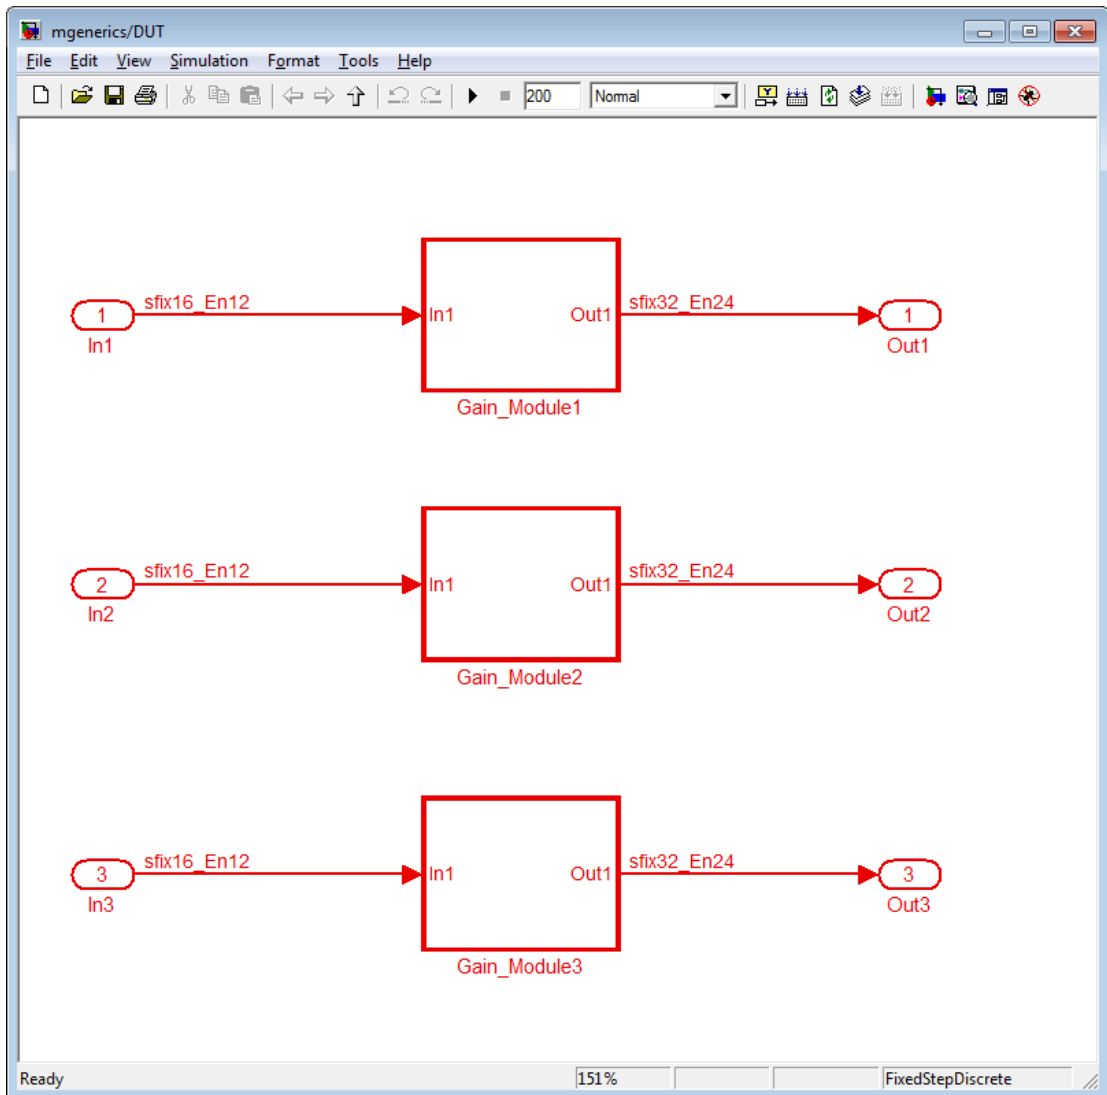 mgenerics/DUT
File Edit View Simulation Format Tools Help
200 Normal
sfix16_En12 sfix32_En24
1 In1 Out1 1
In1 Out1
Gain_Module1
sfix16_En12 sfix32_En24
2 In1 Out1 2
In2 Out2
Gain_Module2
sfix16_En12 sfix32_En24
3 In1 Out1 3
In3 Out3
Gain_Module3
Ready 151% FixedStepDiscrete